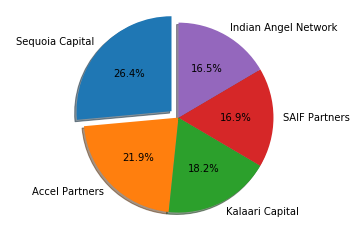 Indian Angel Network
Sequoia Capital
16.5%
26.4%
16.9%
SAIF Partners
21.9%
18.2%
Accel Partners
Kalaari Capital